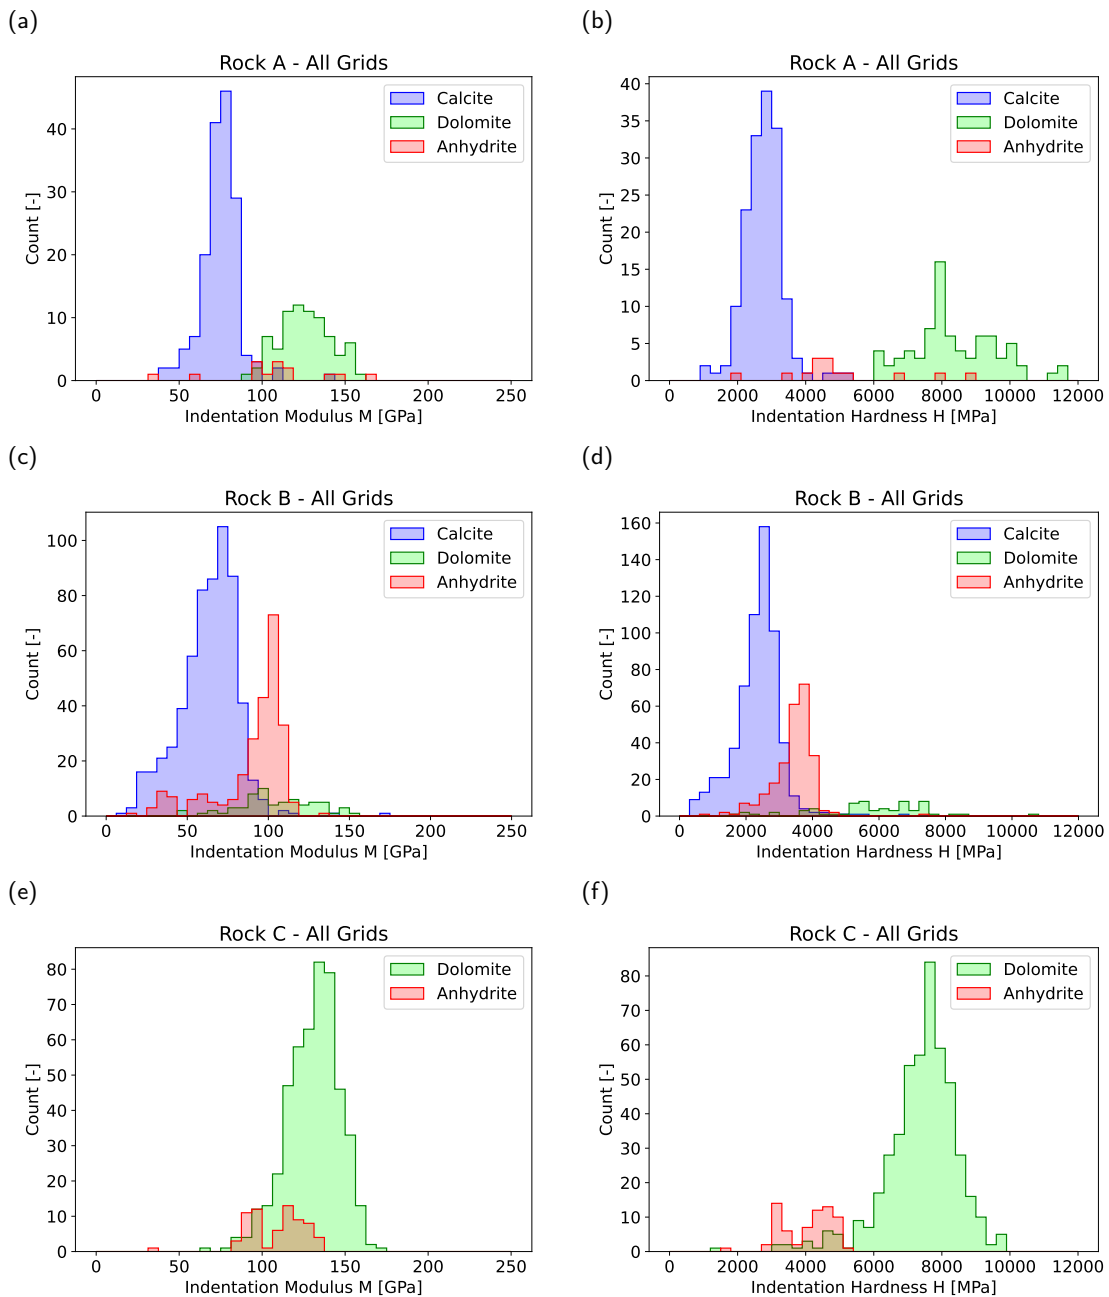 (a)
Rock A - All Grids
Calcite
Dolomite
Anhydrite
Count [-]
40
30
20
10
0
0 50 100 150 200 250
Indentation Modulus M [GPa]
(b)
Rock A - All Grids
Calcite
Dolomite
Anhydrite
Count [-]
40
35
30
25
20
15
10
5
0
0 2000 4000 6000 8000 10000 12000
Indentation Hardness H [MPa]
(c)
Rock B - All Grids
Calcite
Dolomite
Anhydrite
Count [-]
100
80
60
40
20
0
0 50 100 150 200 250
Indentation Modulus M [GPa]
(d)
Rock B - All Grids
Calcite
Dolomite
Anhydrite
Count [-]
160
140
120
100
80
60
40
20
0
0 2000 4000 6000 8000 10000 12000
Indentation Hardness H [MPa]
(e)
Rock C - All Grids
Dolomite
Anhydrite
Count [-]
80
70
60
50
40
30
20
10
0
0 50 100 150 200 250
Indentation Modulus M [GPa]
(f)
Rock C - All Grids
Dolomite
Anhydrite
Count [-]
80
70
60
50
40
30
20
10
0
0 2000 4000 6000 8000 10000 12000
Indentation Hardness H [MPa]